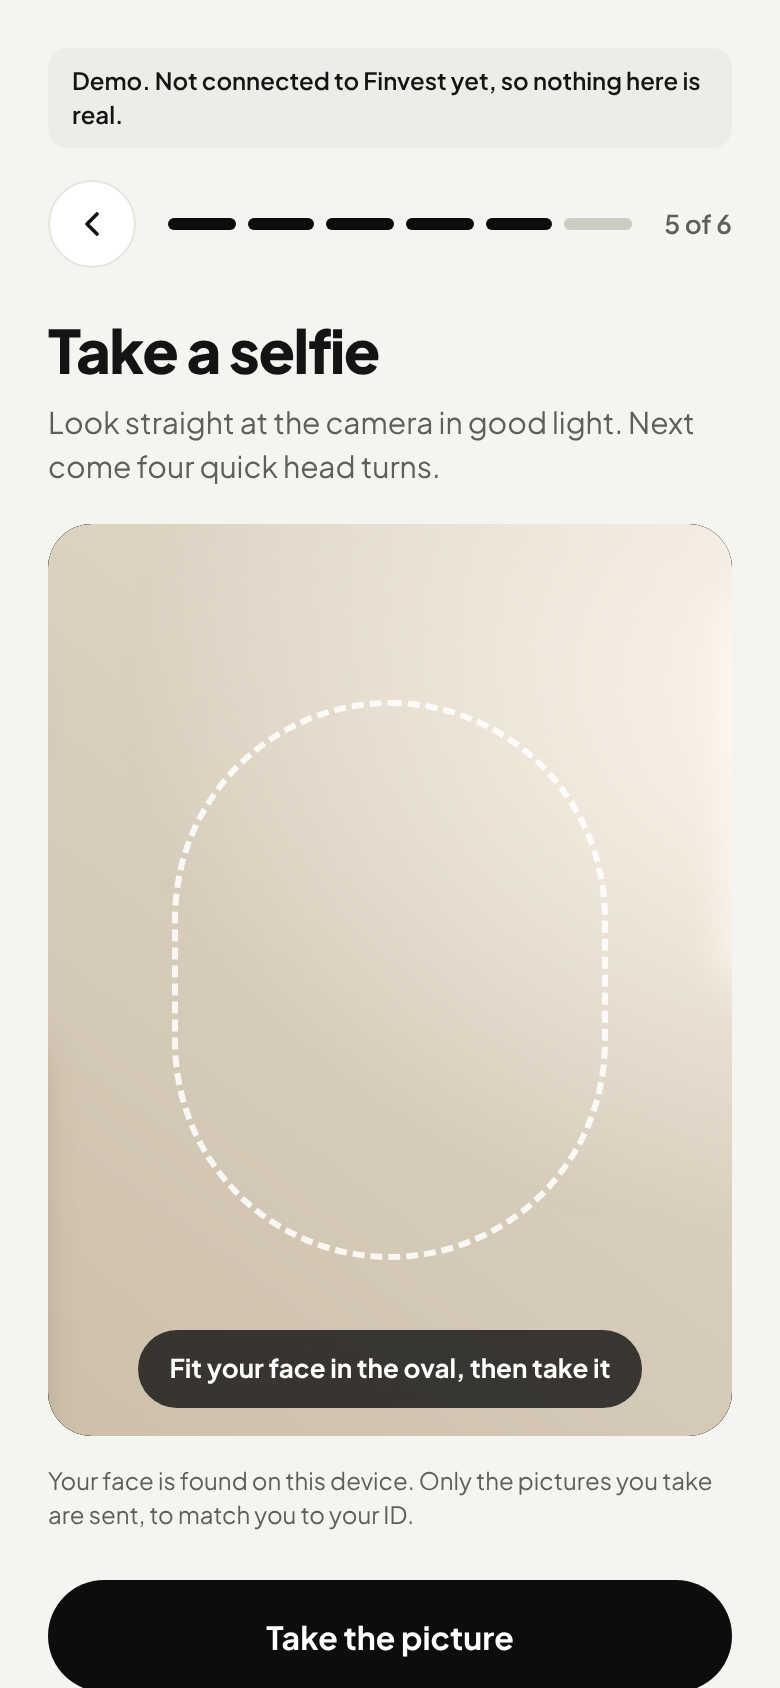 Demo. Not connected to Finvest yet, so nothing here is
real.
5 of 6
Take a selfie
Look straight at the camera in good light. Next
come four quick head turns.
Fit your face in the oval, then take it
Your face is found on this device. Only the pictures you take
are sent, to match you to your ID.
Take the picture